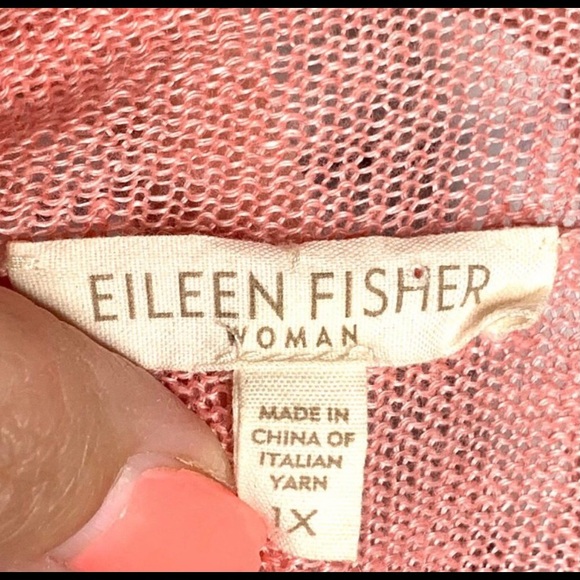 EILEEN FISHER
WOMAN
MADE IN
CHINA OF
ITALIAN
YARN
1X